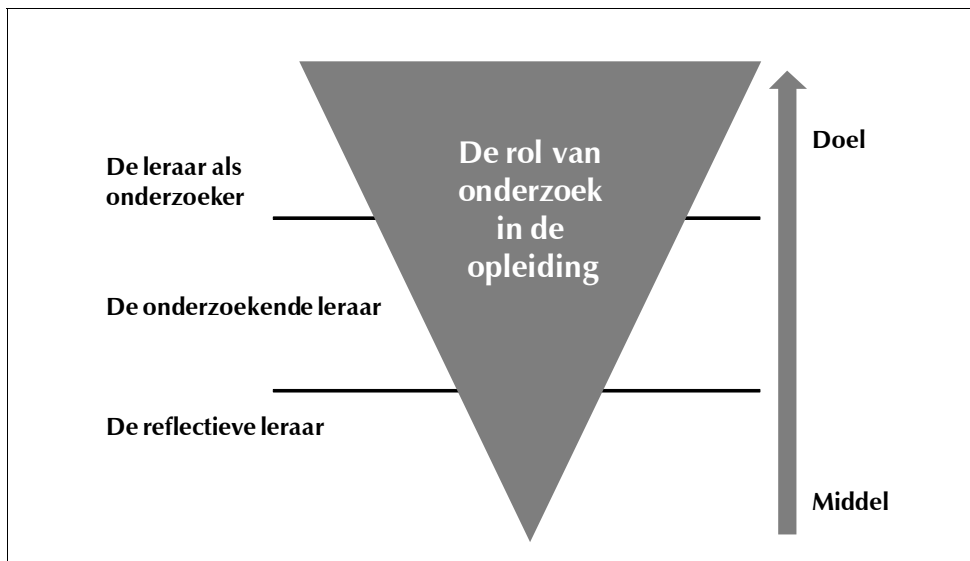 De rol van
onderzoek
in de
opleiding
Doel
De leraar als
onderzoeker
De onderzoekende leraar
De reflectieve leraar
Middel